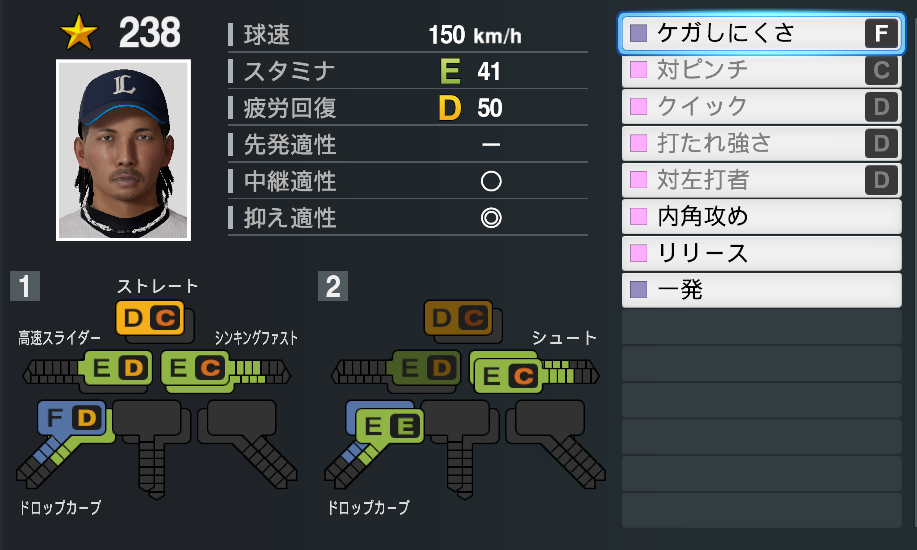 238
球速 150 km/h
スタミナ E 41
疲労回復 D 50
先発適性 ー
中継適性 ○
抑え適性 ◎
L
ケガしにくさ F
対ピンチ C
クイック D
打たれ強さ D
対左打者 D
内角攻め
リリース
一発
1
ストレート
D C
高速スライダー
シンキングファスト
E D
E C
F D
ドロップカーブ
2
D C
シュート
E D
E C
E E
ドロップカーブ